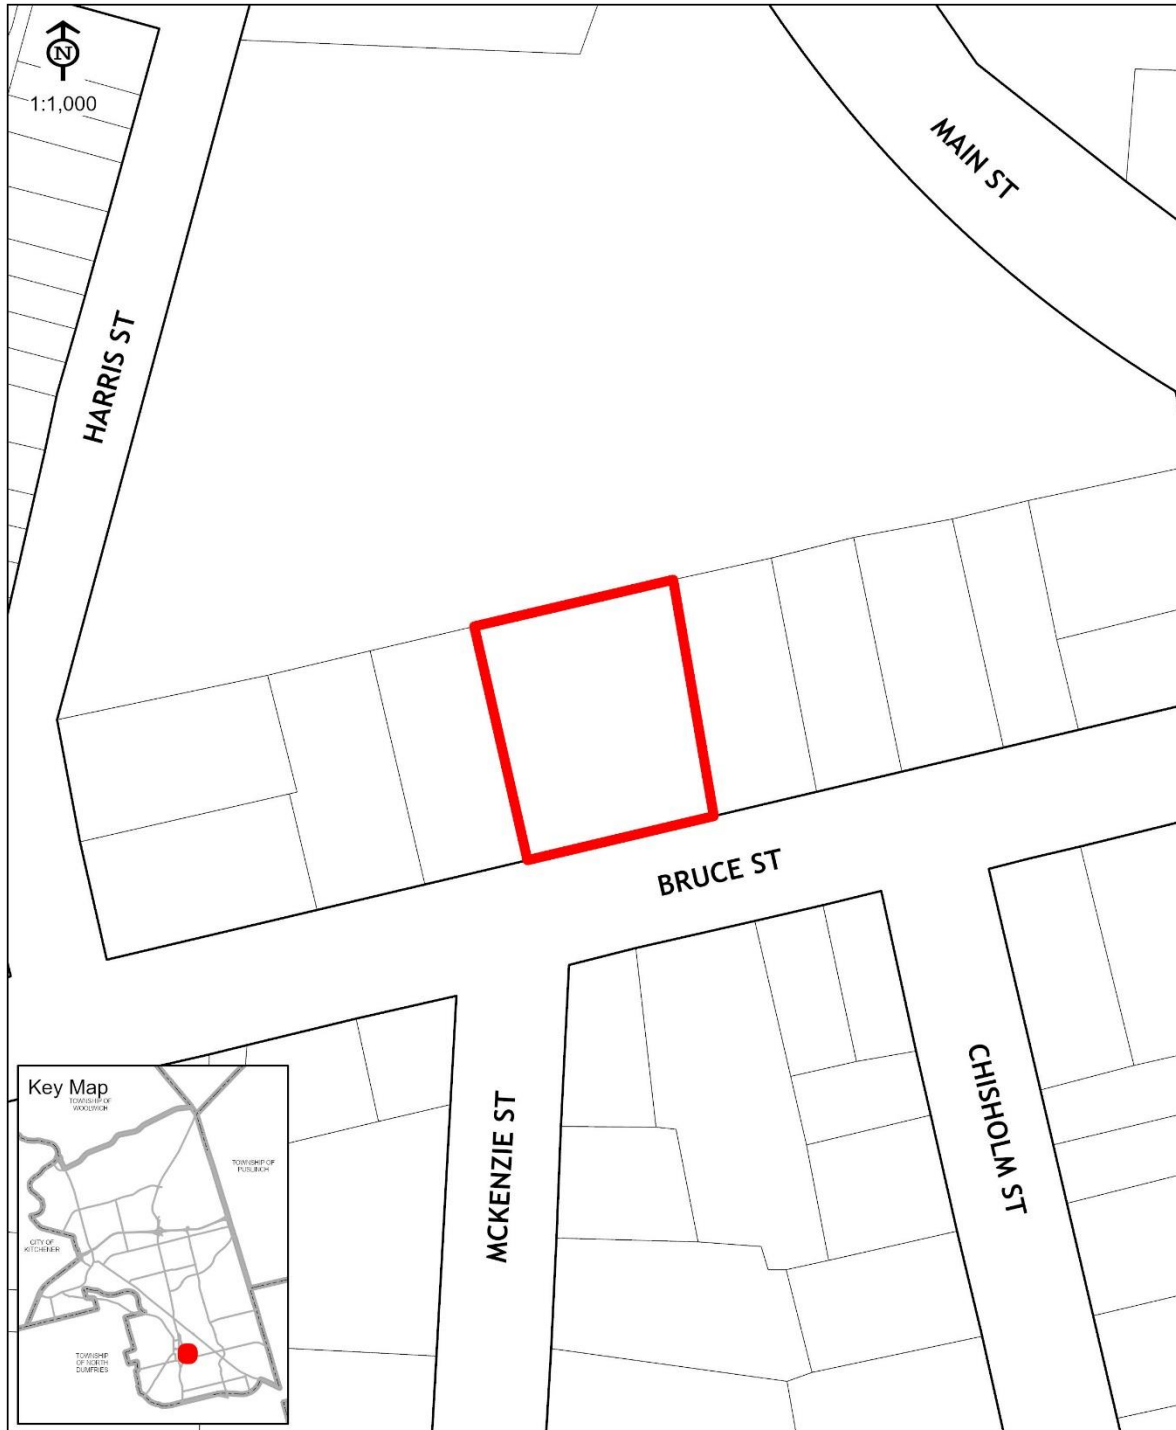 N
1:1,000
MAIN ST
HARRIS ST
BRUCE ST
MCKENZIE ST
CHISHOLM ST
Key Map
TOWNSHIP OF
WOOLWICH
TOWNSHIP OF
PUSLINCH
CITY OF
KITCHENER
TOWNSHIP
OF NORTH
DUMFRIES